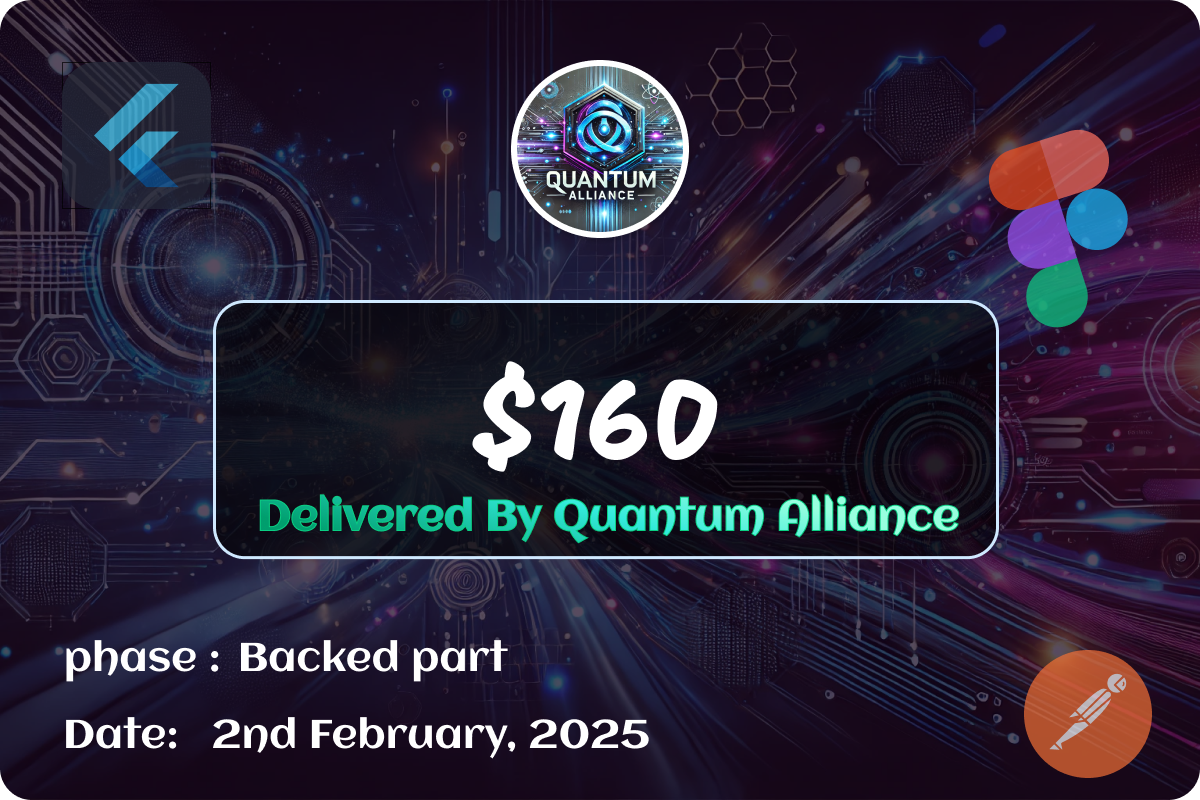 QUANTUM
ALLIANCE
$160
Delivered By Quantum Alliance
phase : Backed part
Date: 2nd February, 2025